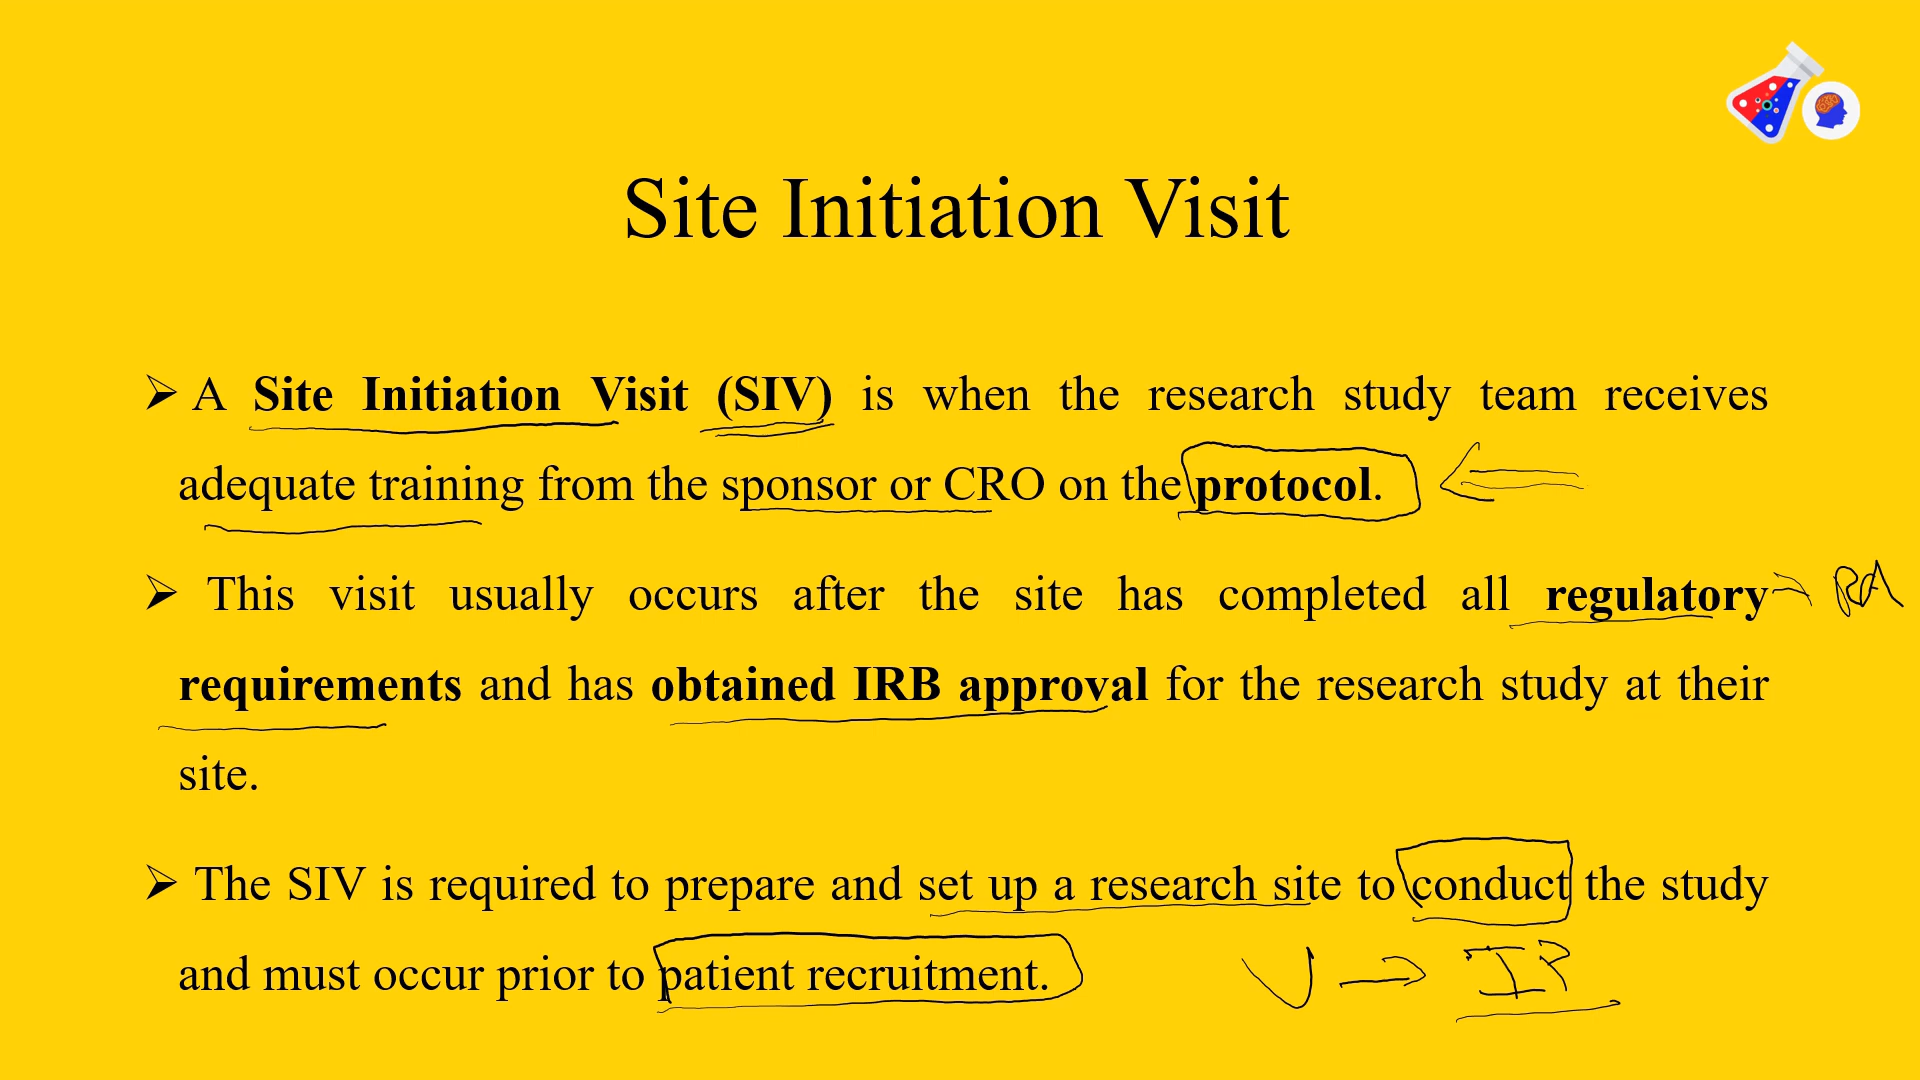 Site Initiation Visit
➢ A Site Initiation Visit (SIV) is when the research study team receives
adequate training from the sponsor or CRO on the protocol.
➢ This visit usually occurs after the site has completed all regulatory → RA
requirements and has obtained IRB approval for the research study at their
site.
➢ The SIV is required to prepare and set up a research site to conduct the study
and must occur prior to patient recruitment. V → IP